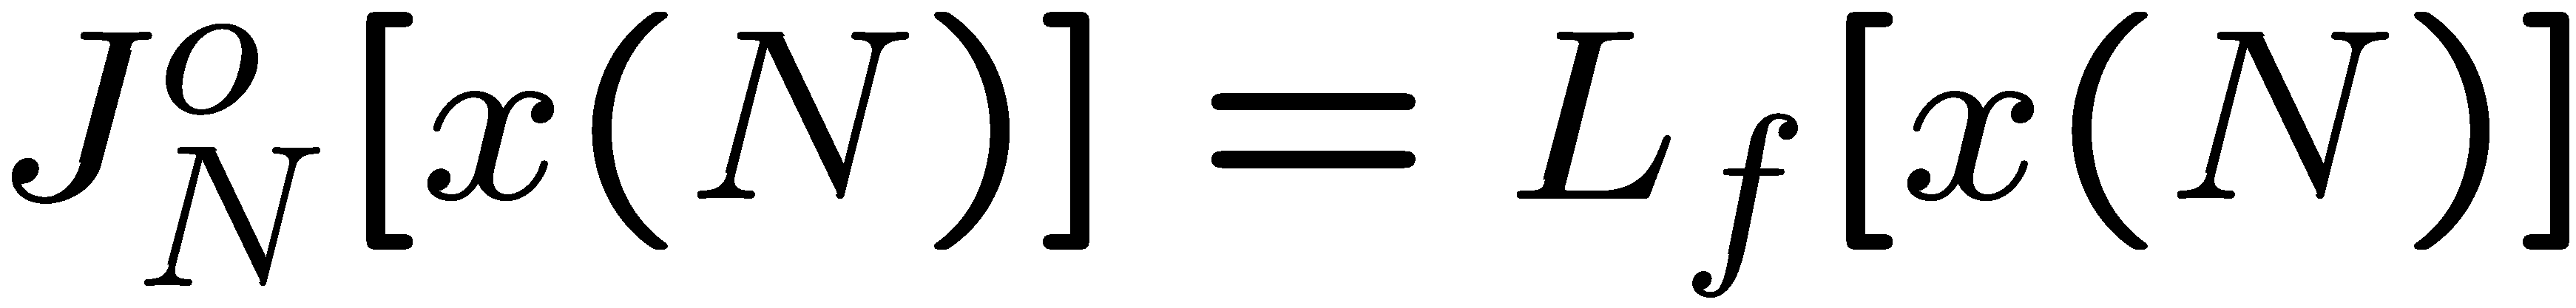 J_N^o[x(N)] = L_f[x(N)]